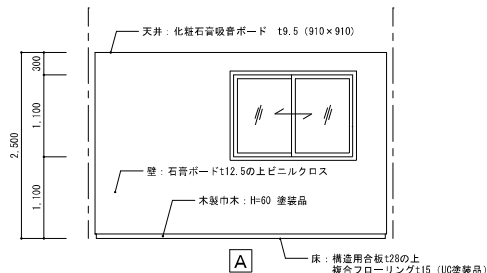 天井：化粧石膏吸音ボード　t9.5（910×910）
300
1,100
2,500
1,100
壁：石膏ボードt12.5の上ビニルクロス
木製巾木：H=60 塗装品
A
床：構造用合板t28の上
複合フローリングt15（UC塗装品）